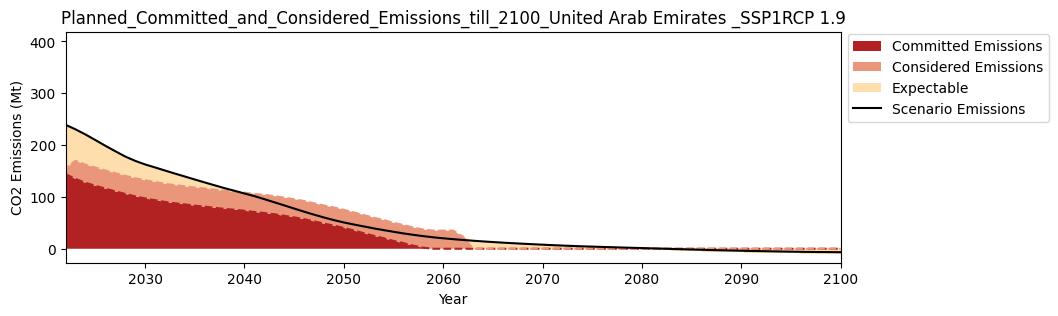 Planned_Committed_and_Considered_Emissions_till_2100_United Arab Emirates _SSP1RCP 1.9
CO2 Emissions (Mt)
400
300
200
100
0
2030 2040 2050 2060 2070 2080 2090 2100
Year
Committed Emissions
Considered Emissions
Expectable
Scenario Emissions